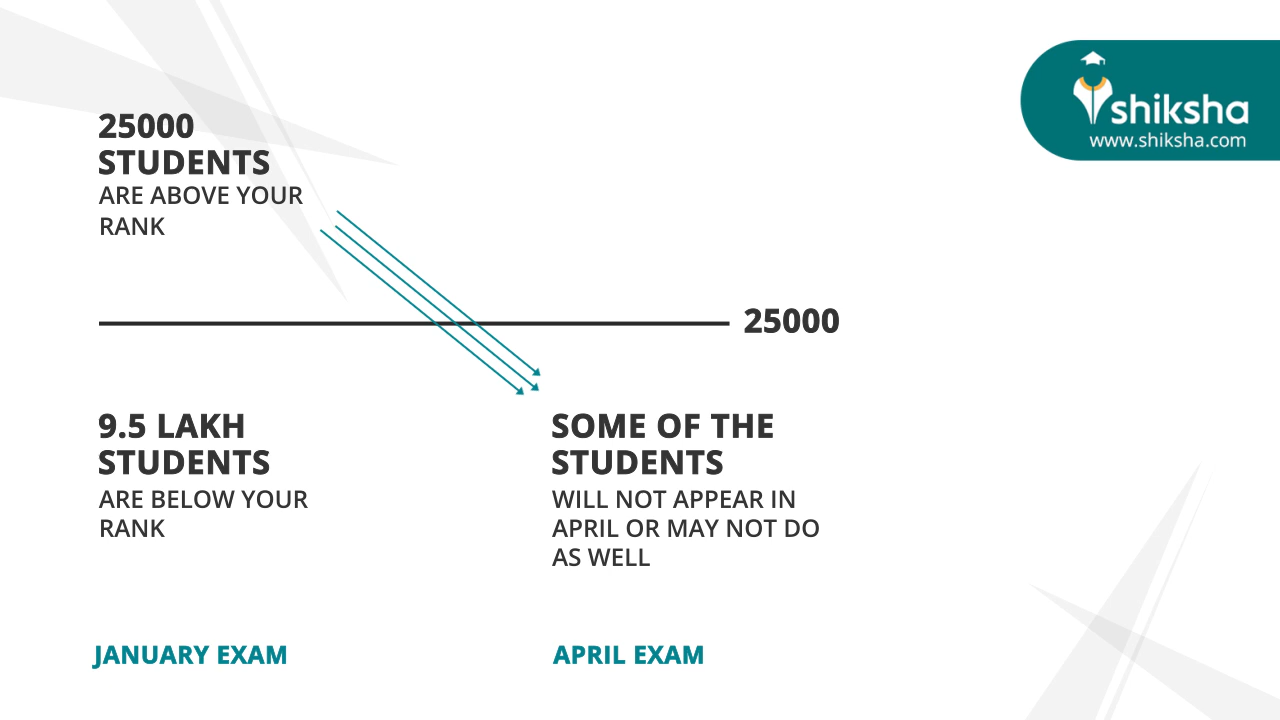 25000
STUDENTS
ARE ABOVE YOUR
RANK
shiksha
www.shiksha.com
25000
9.5 LAKH
STUDENTS
ARE BELOW YOUR
RANK
SOME OF THE
STUDENTS
WILL NOT APPEAR IN
APRIL OR MAY NOT DO
AS WELL
JANUARY EXAM
APRIL EXAM